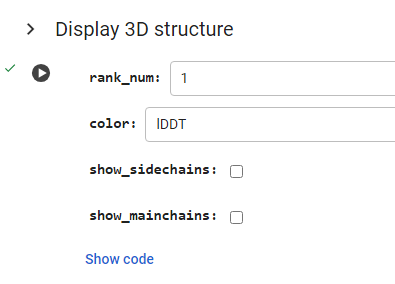 Display 3D structure
rank_num: 1
color: lDDT
show_sidechains:
show_mainchains:
Show code